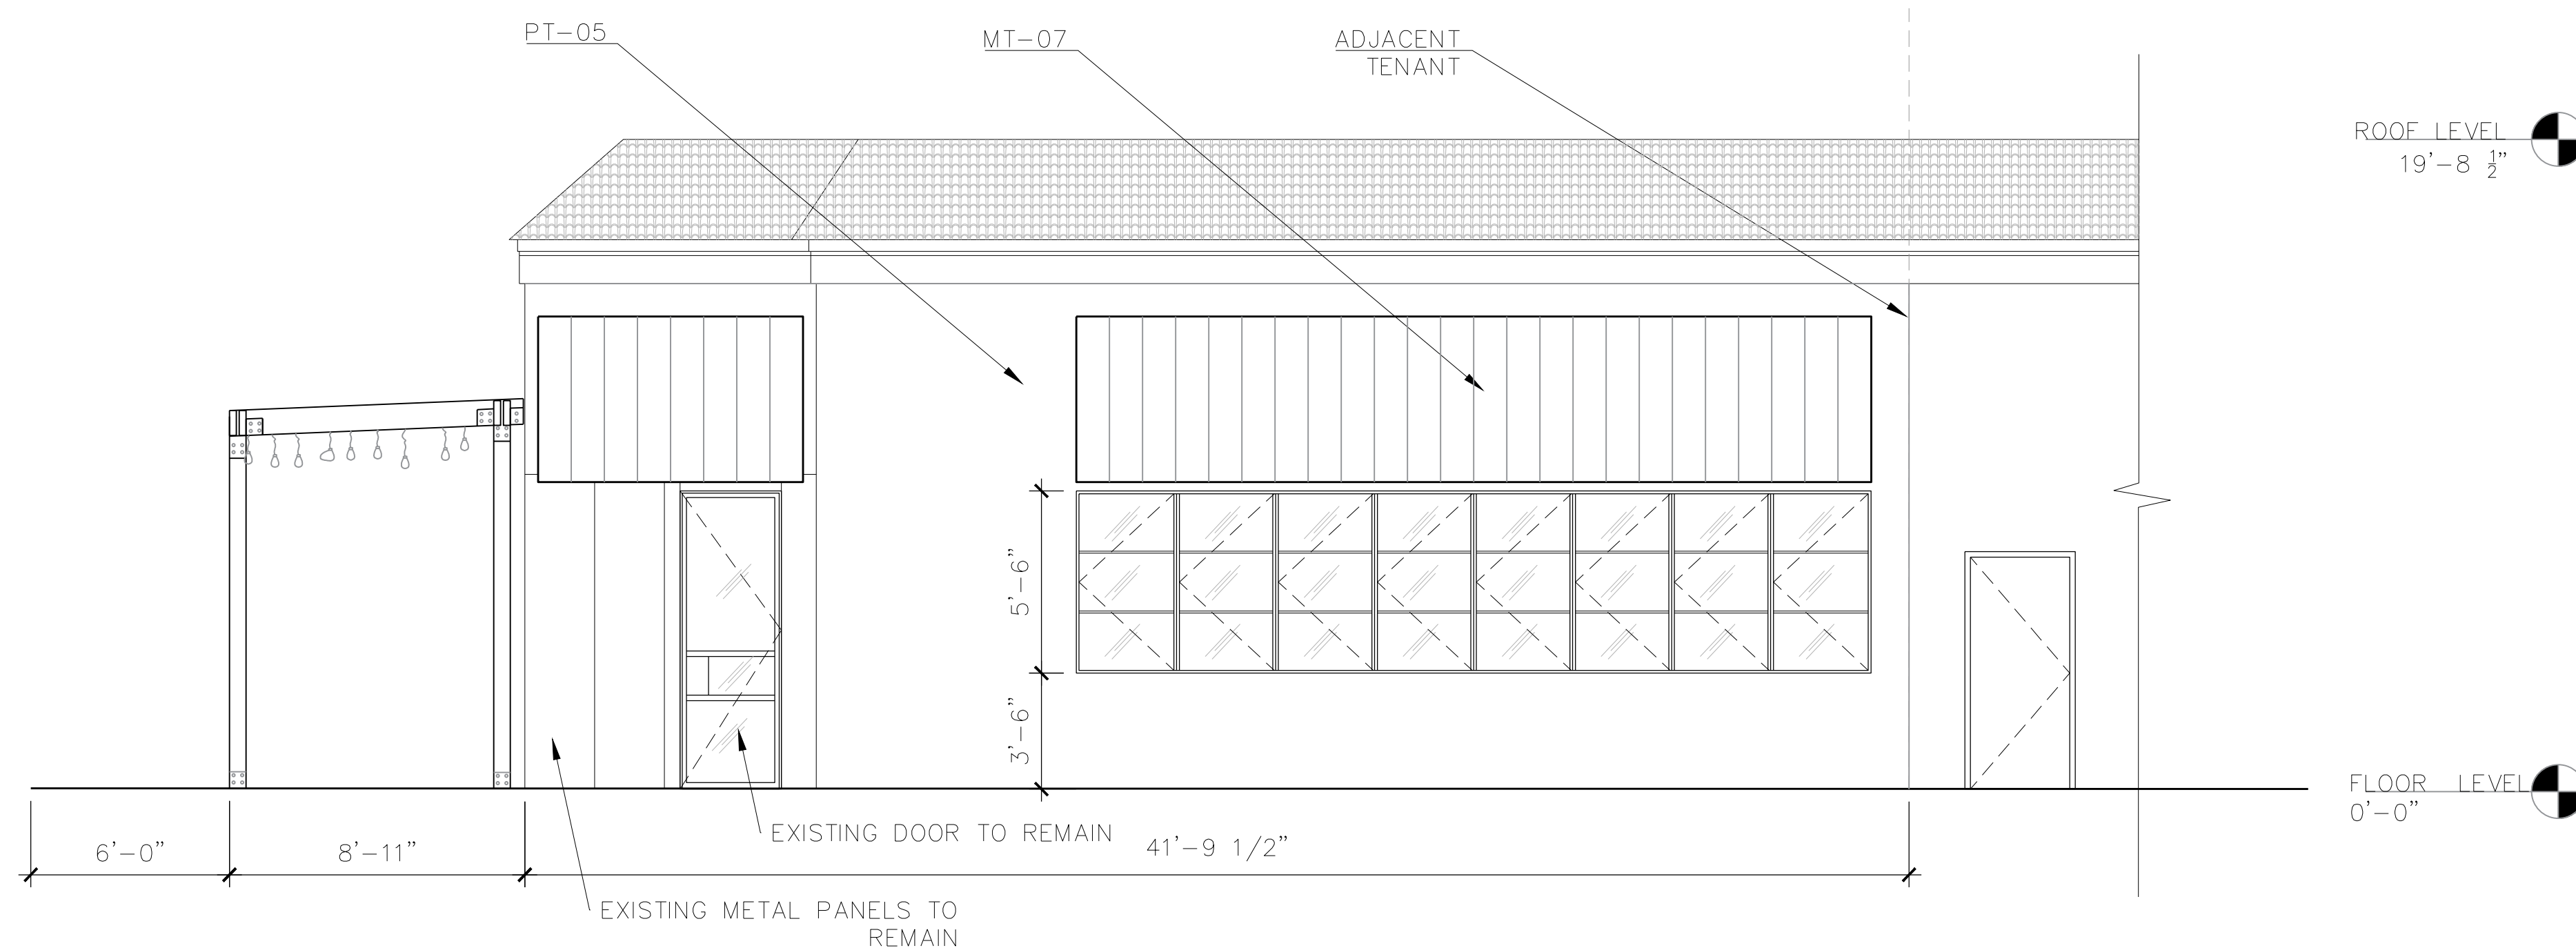 PT-05
MT-07
ADJACENT
TENANT
ROOF LEVEL
19'-8 ½"
5'-6"
3'-6"
FLOOR LEVEL
0'-0"
EXISTING DOOR TO REMAIN
6'-0"
8'-11"
41'-9 1/2"
EXISTING METAL PANELS TO
REMAIN